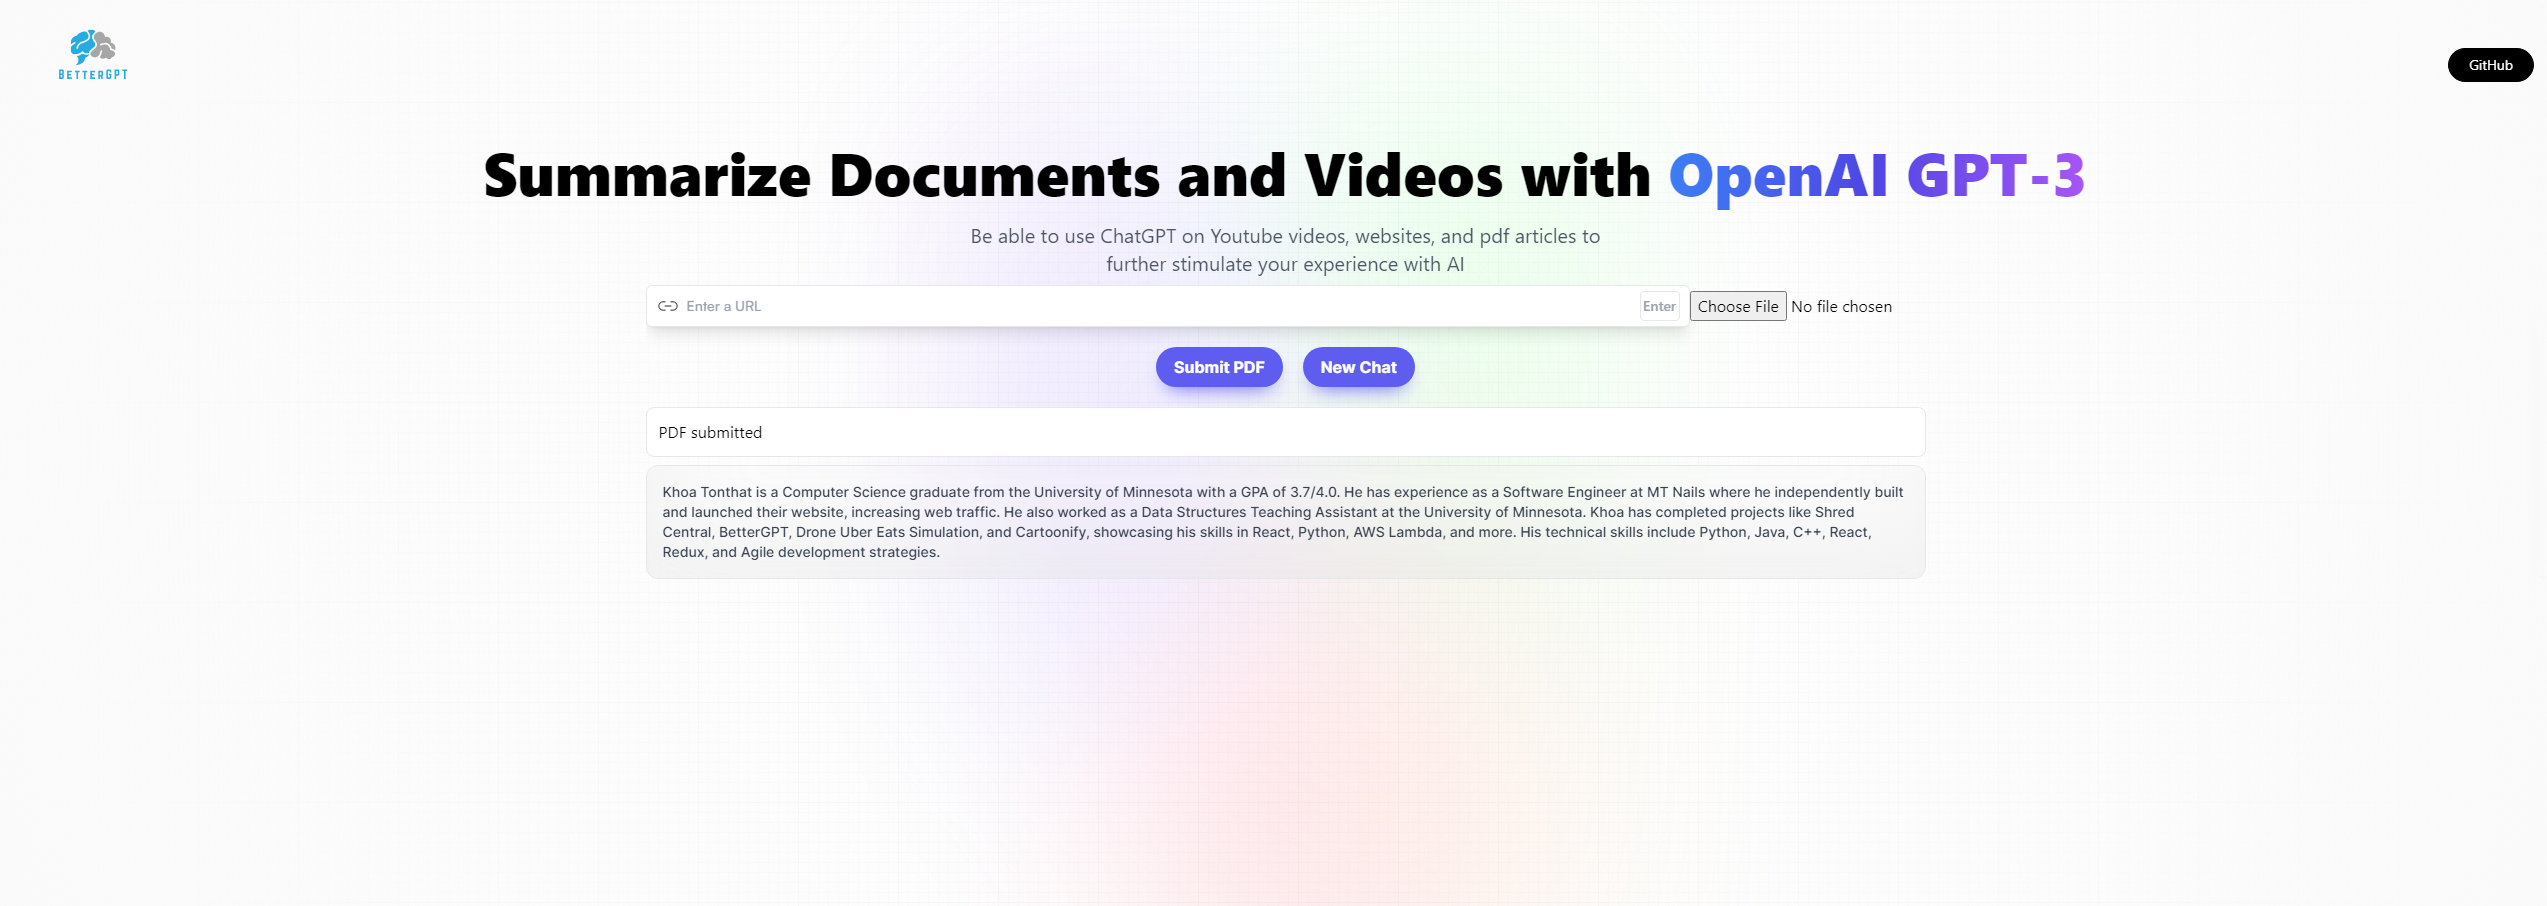 BETTERGPT
GitHub
Summarize Documents and Videos with OpenAI GPT-3
Be able to use ChatGPT on Youtube videos, websites, and pdf articles to
further stimulate your experience with AI
Enter a URL
Enter
Choose File No file chosen
Submit PDF
New Chat
PDF submitted
Khoa Tonthat is a Computer Science graduate from the University of Minnesota with a GPA of 3.7/4.0. He has experience as a Software Engineer at MT Nails where he independently built
and launched their website, increasing web traffic. He also worked as a Data Structures Teaching Assistant at the University of Minnesota. Khoa has completed projects like Shred
Central, BetterGPT, Drone Uber Eats Simulation, and Cartoonify, showcasing his skills in React, Python, AWS Lambda, and more. His technical skills include Python, Java, C++, React,
Redux, and Agile development strategies.